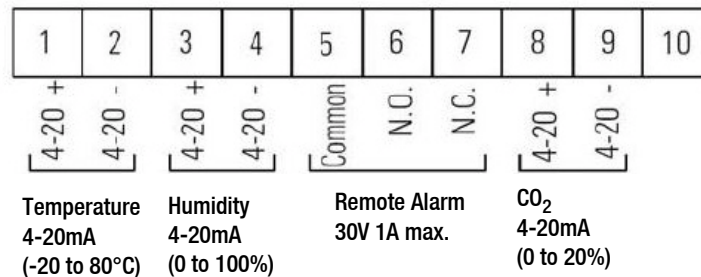 1 2 3 4 5 6 7 8 9 10
4-20 + 4-20 - 4-20 + 4-20 - Common N.O. N.C. 4-20 + 4-20 -
Temperature Humidity Remote Alarm CO₂
4-20mA 4-20mA 30V 1A max. 4-20mA
(-20 to 80°C) (0 to 100%) (0 to 20%)